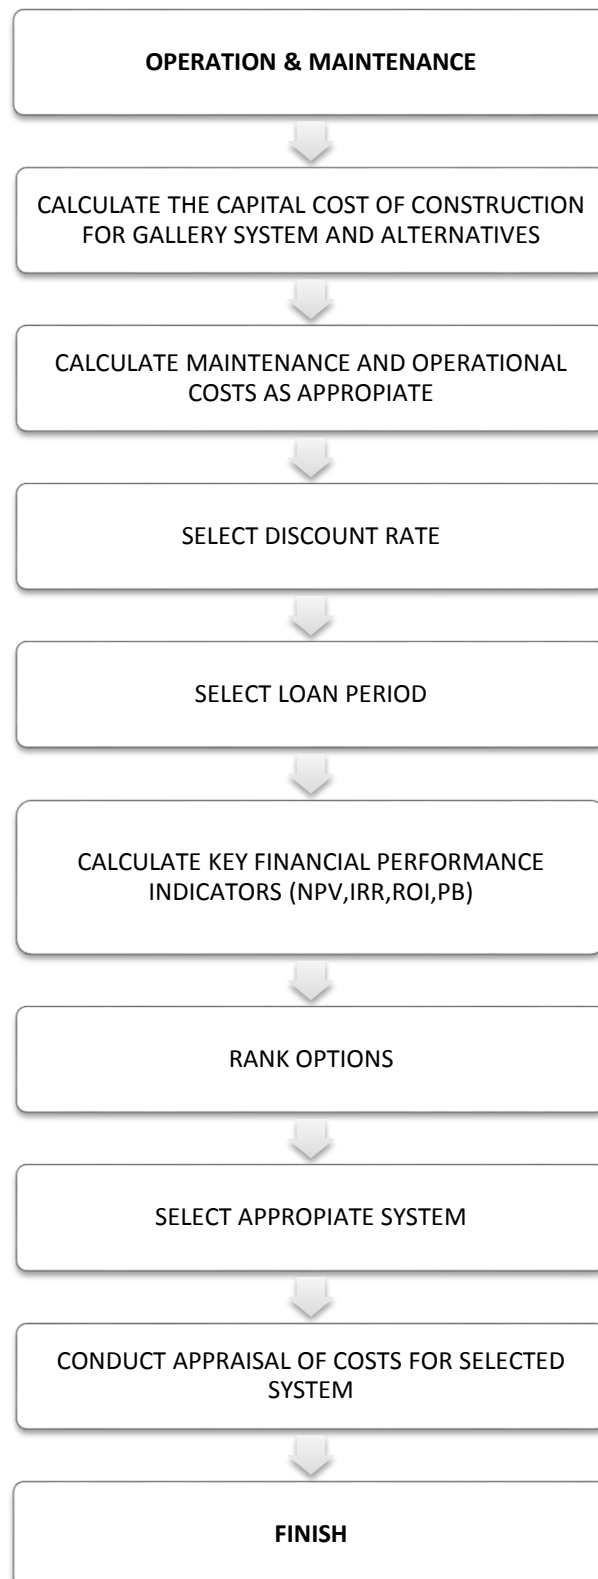 OPERATION & MAINTENANCE
CALCULATE THE CAPITAL COST OF CONSTRUCTION
FOR GALLERY SYSTEM AND ALTERNATIVES
CALCULATE MAINTENANCE AND OPERATIONAL
COSTS AS APPROPIATE
SELECT DISCOUNT RATE
SELECT LOAN PERIOD
CALCULATE KEY FINANCIAL PERFORMANCE
INDICATORS (NPV,IRR,ROI,PB)
RANK OPTIONS
SELECT APPROPIATE SYSTEM
CONDUCT APPRAISAL OF COSTS FOR SELECTED
SYSTEM
FINISH